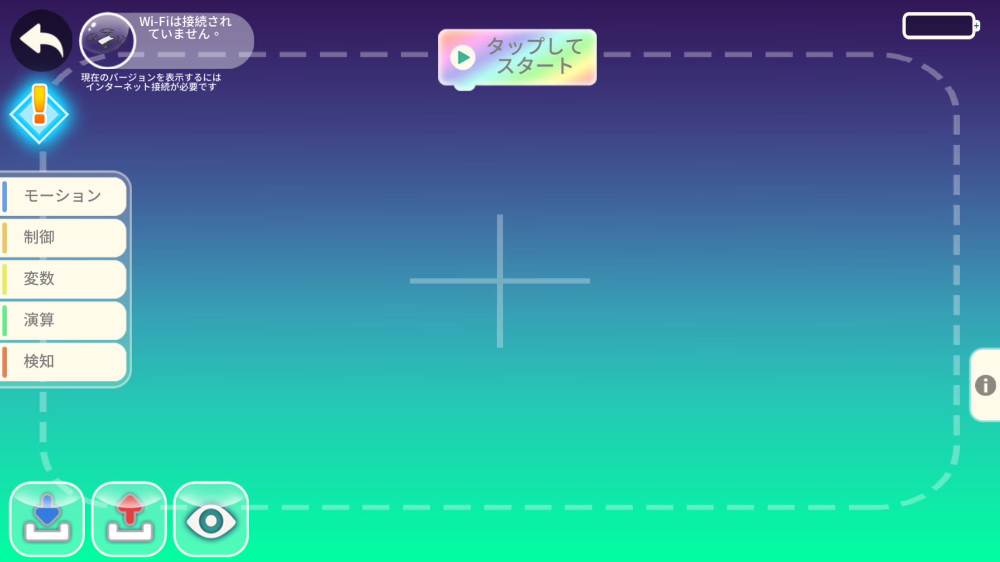 Wi-Fiは接続され
ていません。
現在のバージョンを表示するには
インターネット接続が必要です
タップして
スタート
モーション
制御
変数
演算
検知